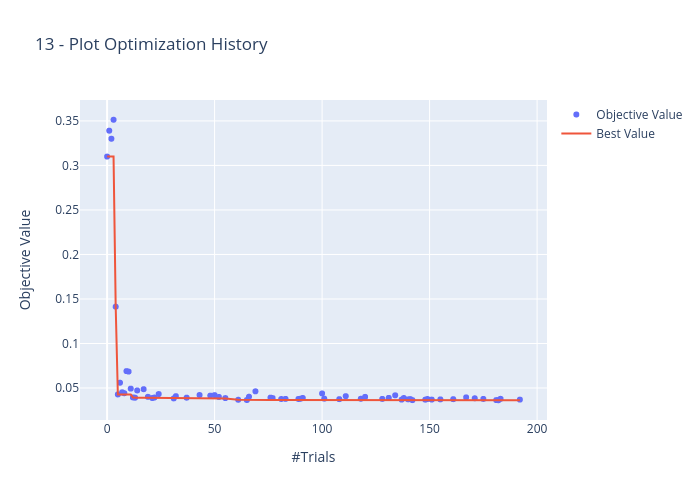 13 - Plot Optimization History
Objective Value
Best Value
0.35
0.3
0.25
0.2
0.15
0.1
0.05
0
50
100
150
200
Objective Value
#Trials